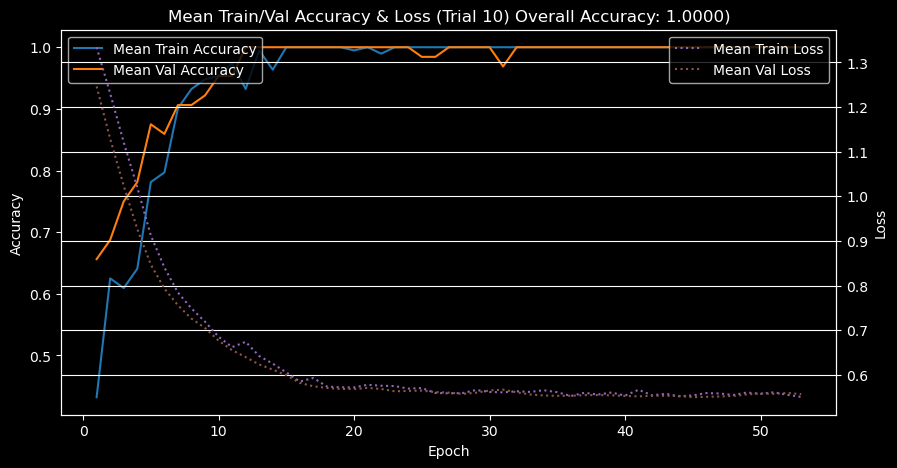 Mean Train/Val Accuracy & Loss (Trial 10) Overall Accuracy: 1.0000)
Mean Train Accuracy
Mean Val Accuracy
Mean Train Loss
Mean Val Loss
Accuracy
1.0
0.9
0.8
0.7
0.6
0.5
1.3
1.2
1.1
1.0
0.9
0.8
0.7
0.6
Loss
0 10 20 30 40 50
Epoch